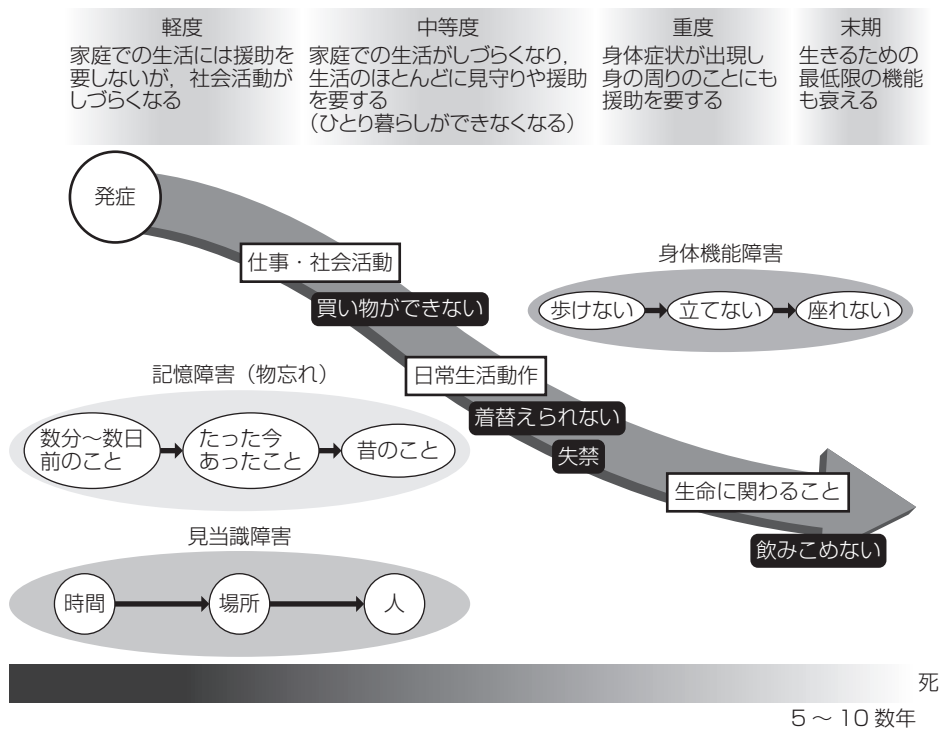 軽度
家庭での生活には援助を
要しないが，社会活動が
しづらくなる
中等度
家庭での生活がしづらくなり，
生活のほとんどに見守りや援助
を要する
（ひとり暮らしができなくなる）
重度
身体症状が出現し
身の周りのことにも
援助を要する
末期
生きるための
最低限の機能
も衰える
発症
仕事・社会活動
買い物ができない
日常生活動作
着替えられない
失禁
生命に関わること
飲みこめない
身体機能障害
歩けない
立てない
座れない
記憶障害（物忘れ）
数分～数日
前のこと
たった今
あったこと
昔のこと
見当識障害
時間
場所
人
死
5～10数年